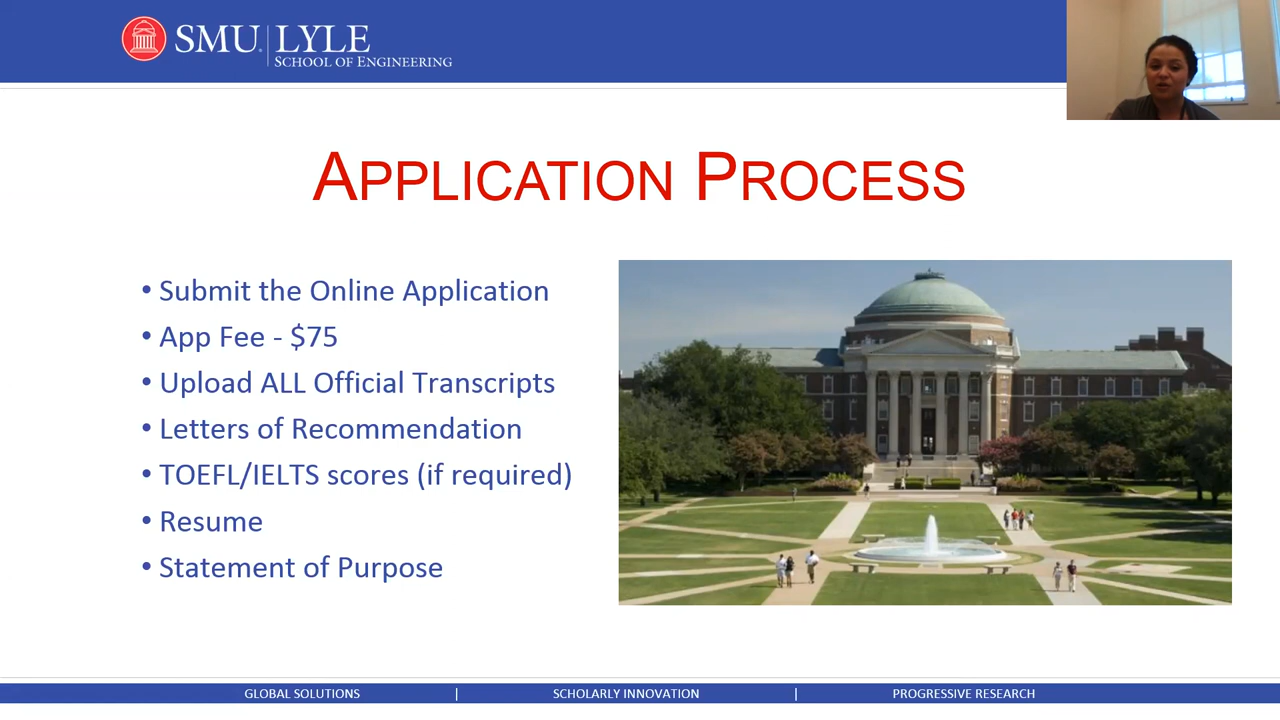 SMU LYLE
SCHOOL OF ENGINEERING
APPLICATION PROCESS
• Submit the Online Application
• App Fee - $75
• Upload ALL Official Transcripts
• Letters of Recommendation
• TOEFL/IELTS scores (if required)
• Resume
• Statement of Purpose
GLOBAL SOLUTIONS | SCHOLARLY INNOVATION | PROGRESSIVE RESEARCH